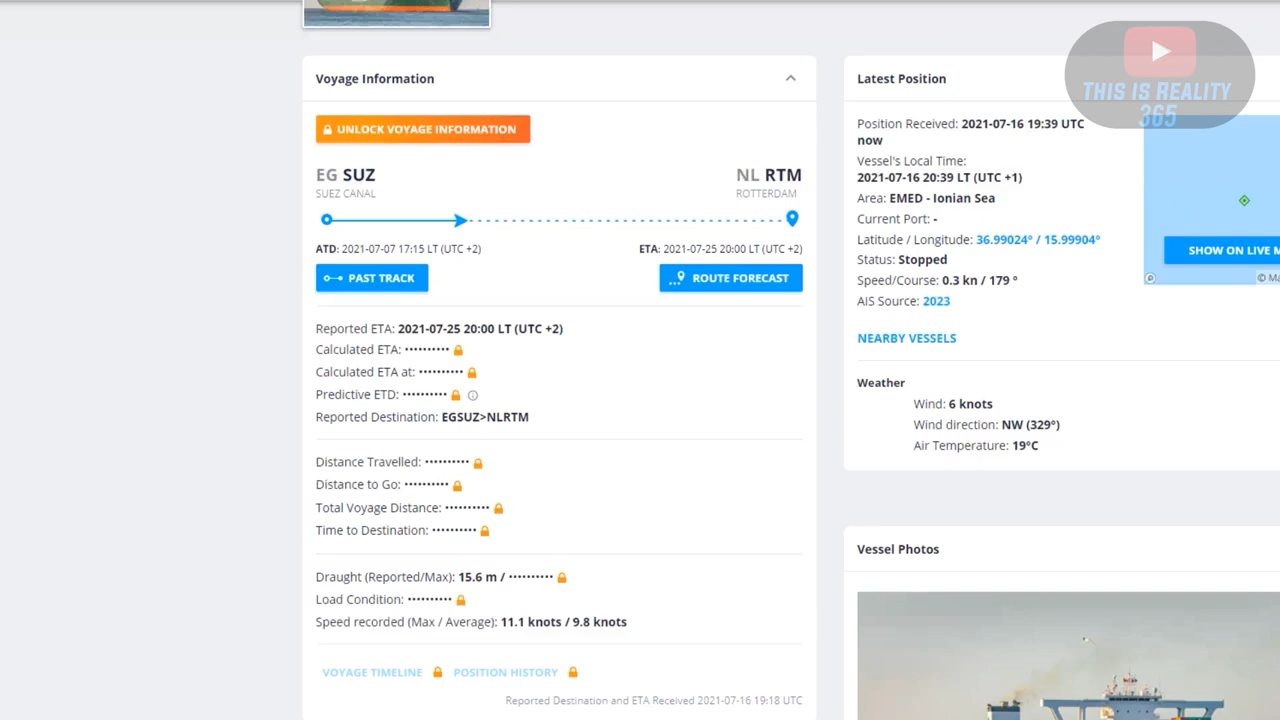 Voyage Information
UNLOCK VOYAGE INFORMATION
EG SUZ
SUEZ CANAL
NL RTM
ROTTERDAM
ATD: 2021-07-07 17:15 LT (UTC +2)
ETA: 2021-07-25 20:00 LT (UTC +2)
PAST TRACK
ROUTE FORECAST
Reported ETA: 2021-07-25 20:00 LT (UTC +2)
Calculated ETA: ••••••••••
Calculated ETA at: ••••••••••
Predictive ETD: ••••••••••
Reported Destination: EGSUZ>NLRTM
Distance Travelled: ••••••••••
Distance to Go: ••••••••••
Total Voyage Distance: ••••••••••
Time to Destination: ••••••••••
Draught (Reported/Max): 15.6 m / ••••••••••
Load Condition: ••••••••••
Speed recorded (Max / Average): 11.1 knots / 9.8 knots
VOYAGE TIMELINE
POSITION HISTORY
Reported Destination and ETA Received 2021-07-16 19:18 UTC
Latest Position
THIS IS REALITY
365
Position Received: 2021-07-16 19:39 UTC
now
Vessel's Local Time:
2021-07-16 20:39 LT (UTC +1)
Area: EMED - Ionian Sea
Current Port: -
Latitude / Longitude: 36.99024° / 15.99904°
Status: Stopped
Speed/Course: 0.3 kn / 179 °
AIS Source: 2023
SHOW ON LIVE M
© Ma
NEARBY VESSELS
Weather
Wind: 6 knots
Wind direction: NW (329°)
Air Temperature: 19°C
Vessel Photos